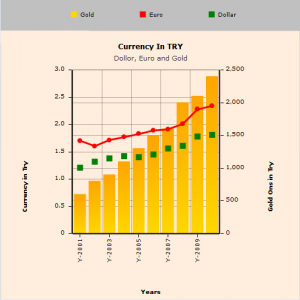 Gold Euro Dollar
Currency In TRY
Dollor, Euro and Gold
3.0 2,500
2.5 2,000
2.0 1,500
1.5 1,000
1.0 500
0.5 0
0
Currency in Try
Gold Ons In Try
Y-2001 Y-2003 Y-2005 Y-2007 Y-2009
Years